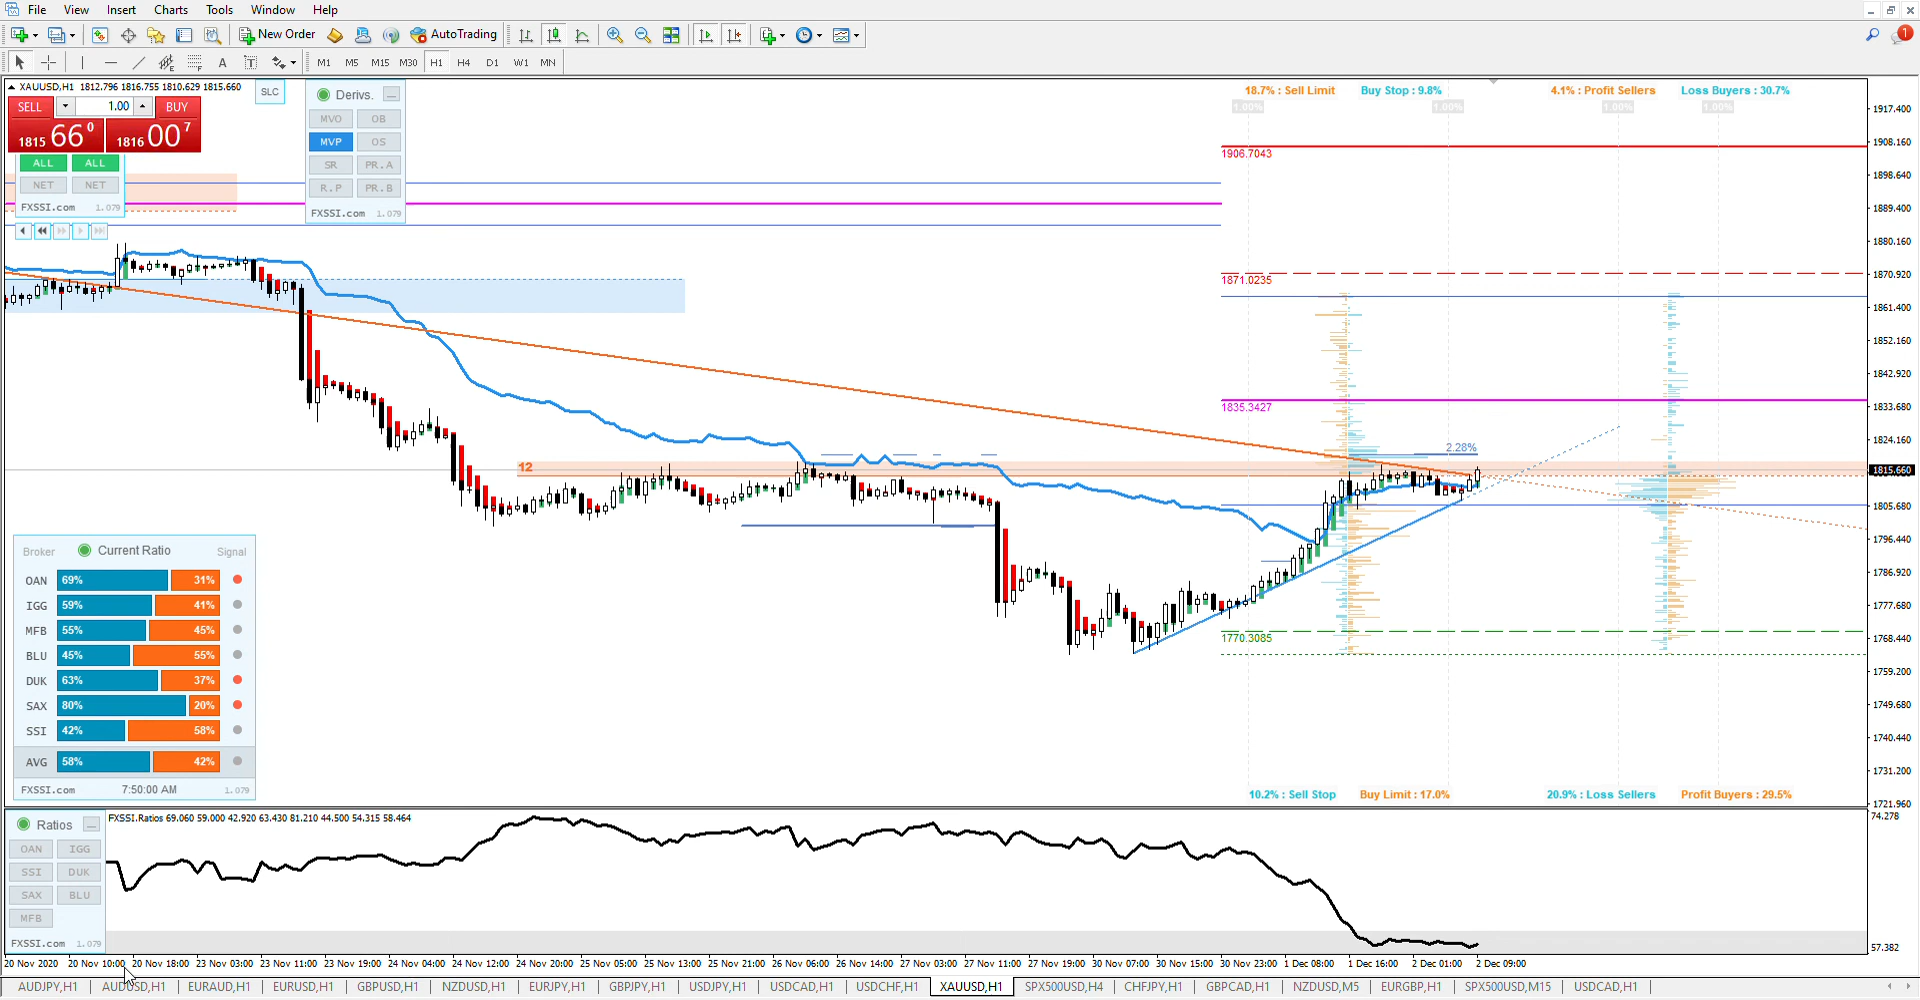 File View Insert Charts Tools Window Help
New Order AutoTrading 1
A T M1 M5 M15 M30 H1 H4 D1 W1 MN
XAUUSD,H1 1812.796 1816.755 1810.629 1815.660
SLC
SELL 1.00 BUY
1815 66 0 1816 00 7
ALL ALL
NET NET
FXSSI.com 1.079
Derivs.
MVO OB
MVP OS
SR PR.A
R.P PR.B
FXSSI.com 1.079
18.7% : Sell Limit Buy Stop : 9.8% 4.1% : Profit Sellers Loss Buyers : 30.7%
1.00% 1.00% 1.00% 1.00%
1906.7043
1871.0235
1835.3427
2.28%
12
1770.3085
10.2% : Sell Stop Buy Limit : 17.0% 20.9% : Loss Sellers Profit Buyers : 29.5%
1917.400
1908.160
1898.640
1889.400
1880.160
1870.920
1861.400
1852.160
1842.920
1833.680
1824.160
1815.660
1805.680
1796.440
1786.920
1777.680
1768.440
1759.200
1749.680
1740.440
1731.200
1721.960
Broker Current Ratio Signal
OAN 69% 31%
IGG 59% 41%
MFB 55% 45%
BLU 45% 55%
DUK 63% 37%
SAX 80% 20%
SSI 42% 58%
AVG 58% 42%
FXSSI.com 7:50:00 AM 1.079
Ratios
OAN IGG
SSI DUK
SAX BLU
MFB
FXSSI.com 1.079
FXSSI.Ratios 69.060 59.000 42.920 63.430 81.210 44.500 54.315 58.464
74.278
57.382
20 Nov 2020 20 Nov 10:00 20 Nov 18:00 23 Nov 03:00 23 Nov 11:00 23 Nov 19:00 24 Nov 04:00 24 Nov 12:00 24 Nov 20:00 25 Nov 05:00 25 Nov 13:00 25 Nov 21:00 26 Nov 06:00 26 Nov 14:00 27 Nov 03:00 27 Nov 11:00 27 Nov 19:00 30 Nov 07:00 30 Nov 15:00 30 Nov 23:00 1 Dec 08:00 1 Dec 16:00 2 Dec 01:00 2 Dec 09:00
AUDJPY,H1 AUDUSD,H1 EURAUD,H1 EURUSD,H1 GBPUSD,H1 NZDUSD,H1 EURJPY,H1 GBPJPY,H1 USDJPY,H1 USDCAD,H1 USDCHF,H1 XAUUSD,H1 SPX500USD,H4 CHFJPY,H1 GBPCAD,H1 NZDUSD,M5 EURGBP,H1 SPX500USD,M15 USDCAD,H1